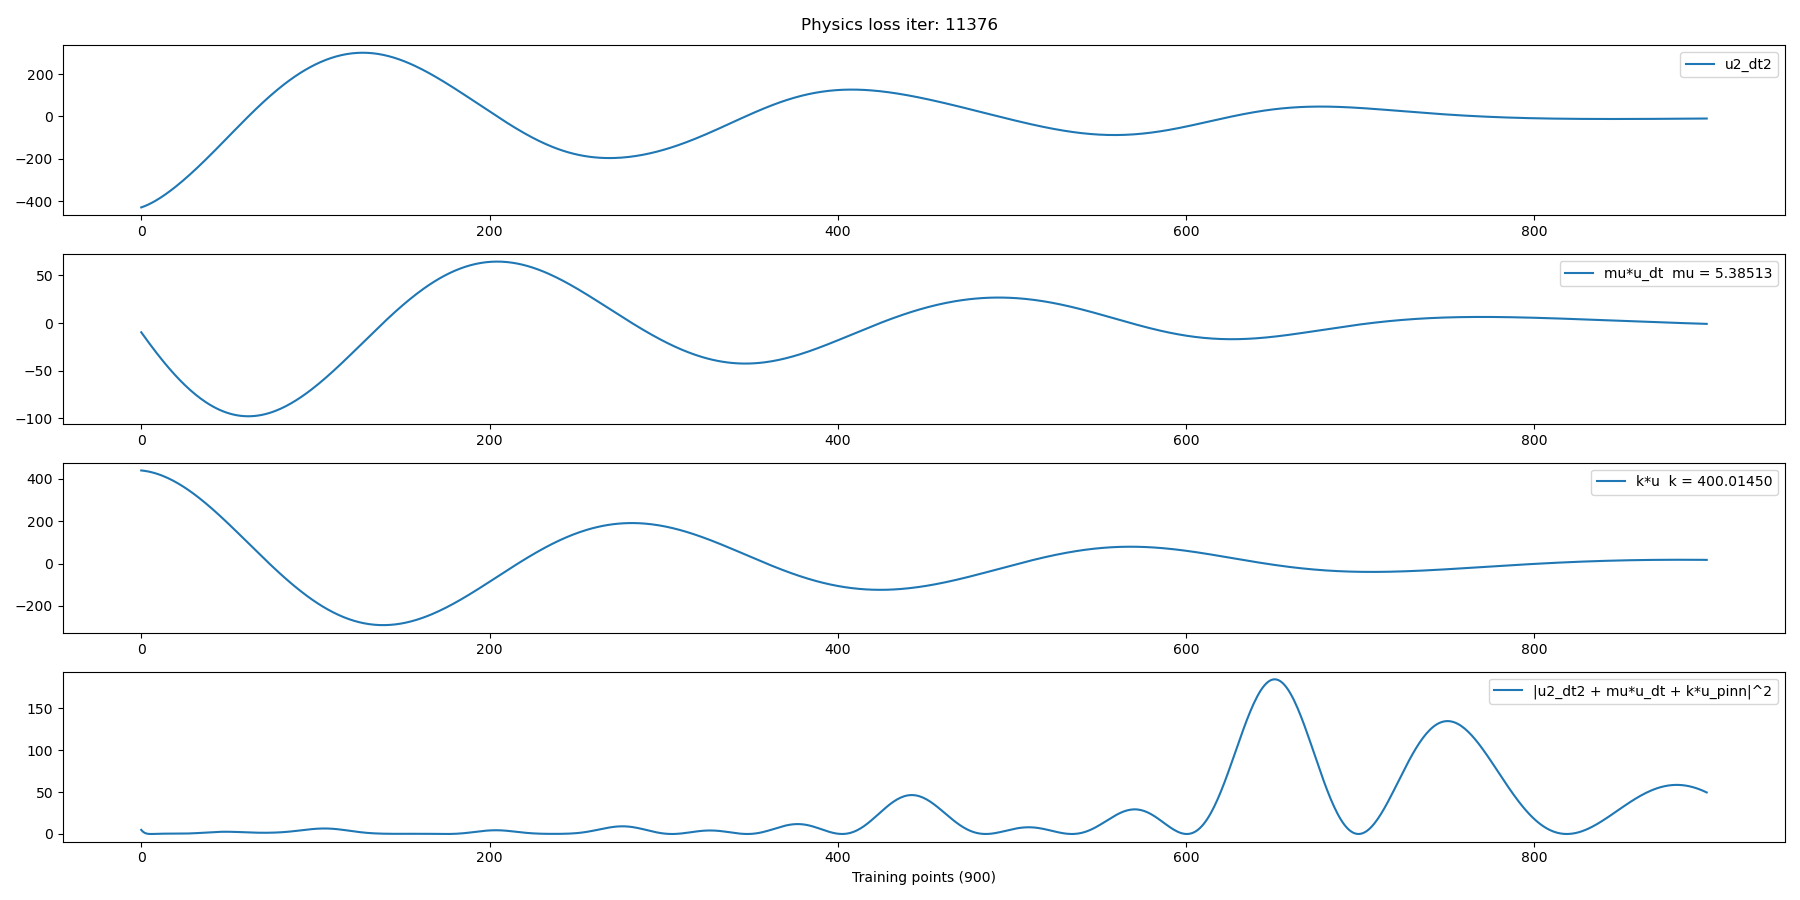 Physics loss iter: 11376
200
0
−200
−400
u2_dt2
0 200 400 600 800
50
0
−50
−100
mu*u_dt  mu = 5.38513
0 200 400 600 800
400
200
0
−200
k*u  k = 400.01450
0 200 400 600 800
150
100
50
0
|u2_dt2 + mu*u_dt + k*u_pinn|^2
0 200 400 600 800
Training points (900)